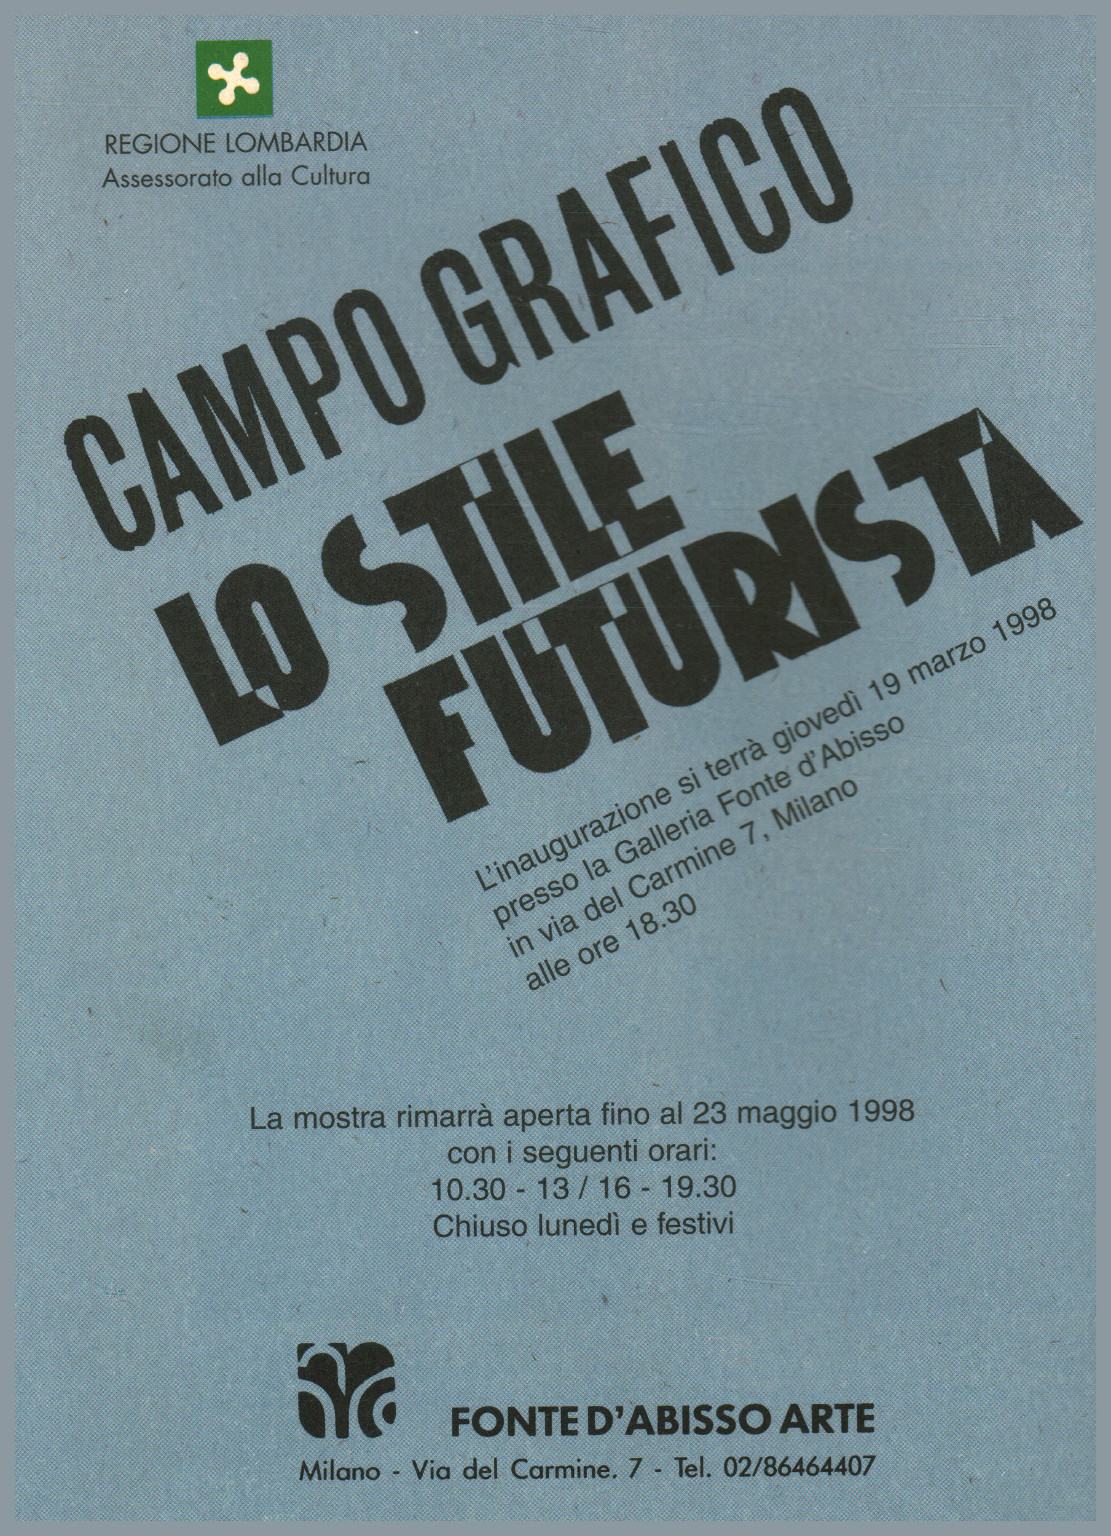 REGIONE LOMBARDIA
Assessorato alla Cultura
CAMPO GRAFICO
LO STILE
FUTURISTA
L'inaugurazione si terrà giovedì 19 marzo 1998
presso la Galleria Fonte d'Abisso
in via del Carmine 7, Milano
alle ore 18.30
La mostra rimarrà aperta fino al 23 maggio 1998
con i seguenti orari:
10.30 - 13 / 16 - 19.30
Chiuso lunedì e festivi
FONTE D'ABISSO ARTE
Milano - Via del Carmine. 7 - Tel. 02/86464407